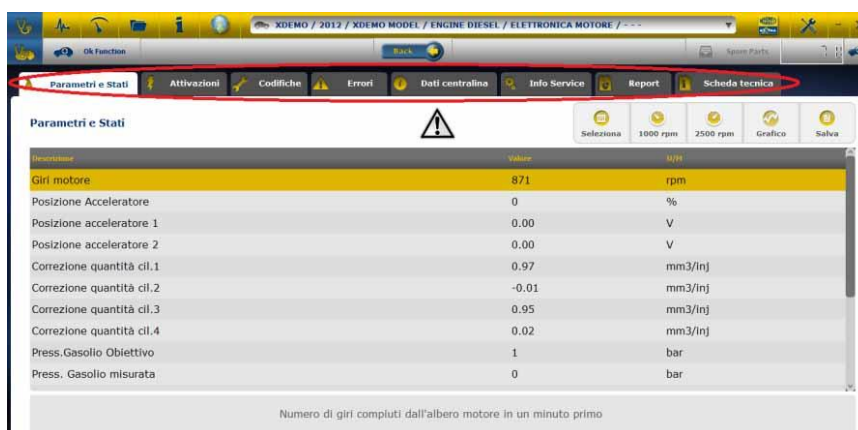 XDEMO / 2012 / XDEMO MODEL / ENGINE DIESEL / ELETTRONICA MOTORE / - - -
Ok Function
Back
Spare Parts
Parametri e Stati
Attivazioni
Codifiche
Errori
Dati centralina
Info Service
Report
Scheda tecnica
Parametri e Stati
Seleziona
1000 rpm
2500 rpm
Grafico
Salva
Descrizione Valore U/M
Giri motore 871 rpm
Posizione Acceleratore 0 %
Posizione acceleratore 1 0.00 V
Posizione acceleratore 2 0.00 V
Correzione quantità cil.1 0.97 mm3/inj
Correzione quantità cil.2 -0.01 mm3/inj
Correzione quantità cil.3 0.95 mm3/inj
Correzione quantità cil.4 0.02 mm3/inj
Press.Gasolio Obiettivo 1 bar
Press. Gasolio misurata 0 bar
Numero di giri compiuti dall'albero motore in un minuto primo